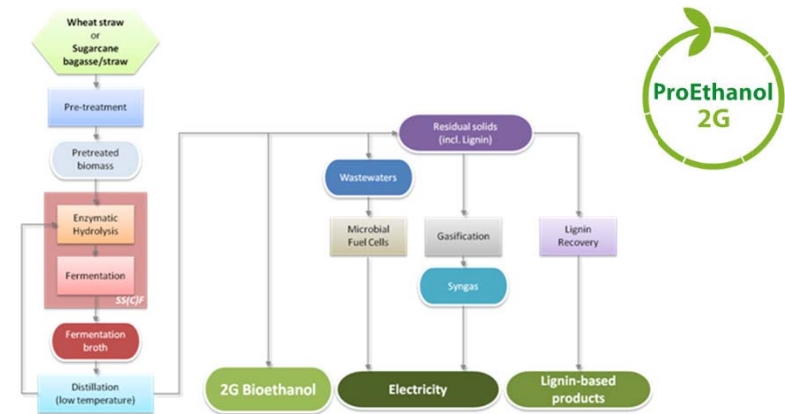 Wheat straw
or
Sugarcane
bagasse/straw
Pre-treatment
Pretreated
biomass
Enzymatic
Hydrolysis
Fermentation
SS(C)F
Fermentation
broth
Distillation
(low temperature)
Residual solids
(incl. Lignin)
Wastewaters
Microbial
Fuel Cells
Gasification
Lignin
Recovery
Syngas
2G Bioethanol
Electricity
Lignin-based
products
ProEthanol
2G